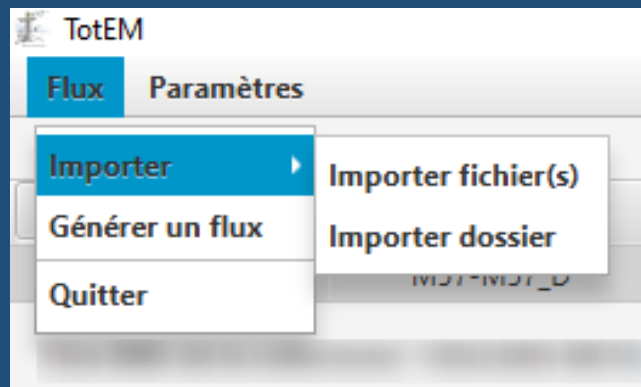 TotEM
Flux Paramètres
Importer
Importer fichier(s)
Générer un flux
Importer dossier
Quitter